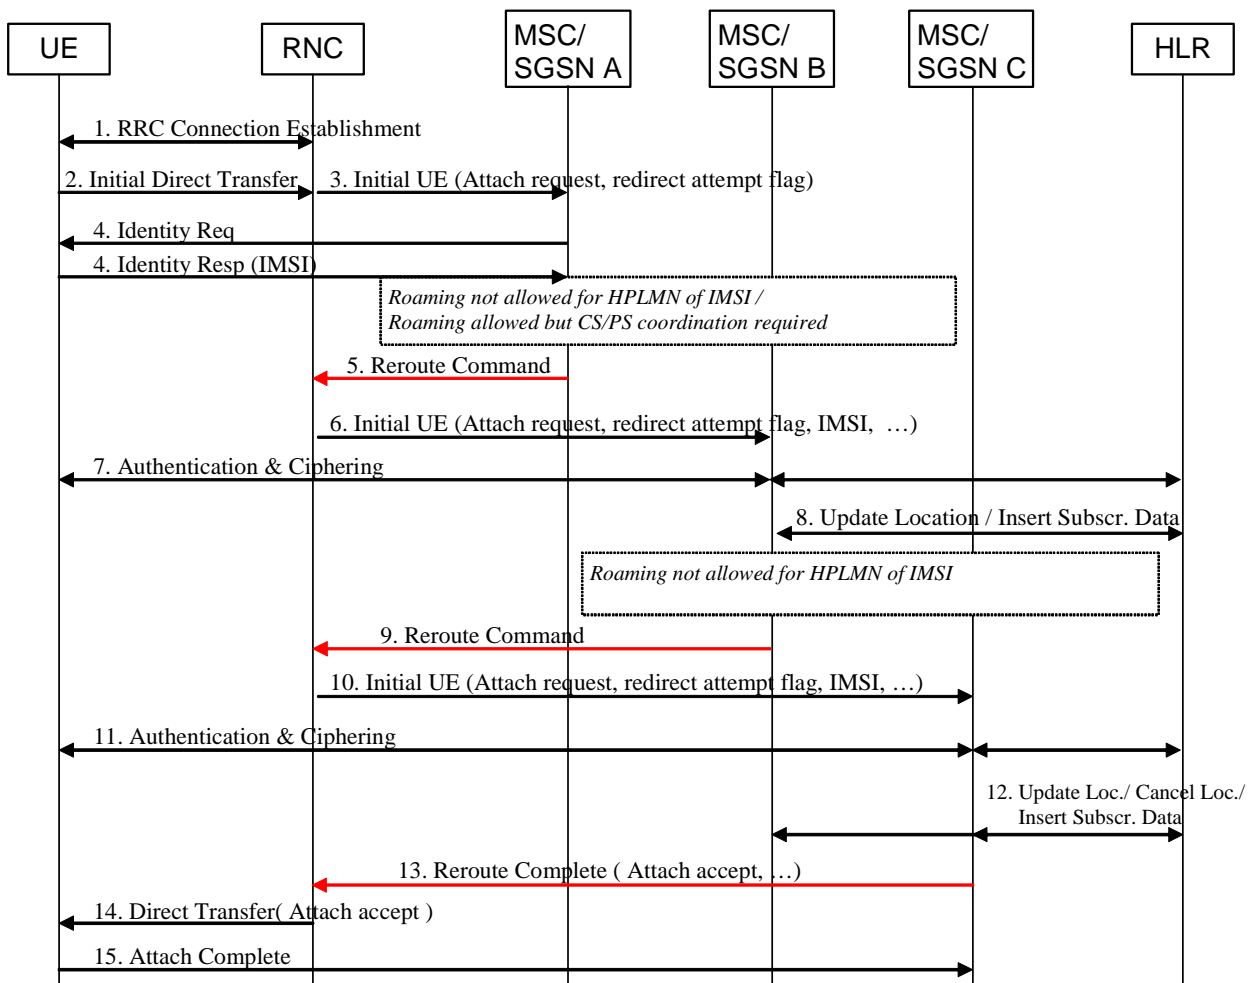 UE
RNC
MSC/
SGSN A
MSC/
SGSN B
MSC/
SGSN C
HLR
1. RRC Connection Establishment
2. Initial Direct Transfer
3. Initial UE (Attach request, redirect attempt flag)
4. Identity Req
4. Identity Resp (IMSI)
Roaming not allowed for HPLMN of IMSI /
Roaming allowed but CS/PS coordination required
5. Reroute Command
6. Initial UE (Attach request, redirect attempt flag, IMSI, …)
7. Authentication & Ciphering
8. Update Location / Insert Subscr. Data
Roaming not allowed for HPLMN of IMSI
9. Reroute Command
10. Initial UE (Attach request, redirect attempt flag, IMSI, …)
11. Authentication & Ciphering
12. Update Loc./ Cancel Loc./
Insert Subscr. Data
13. Reroute Complete ( Attach accept, …)
14. Direct Transfer( Attach accept )
15. Attach Complete